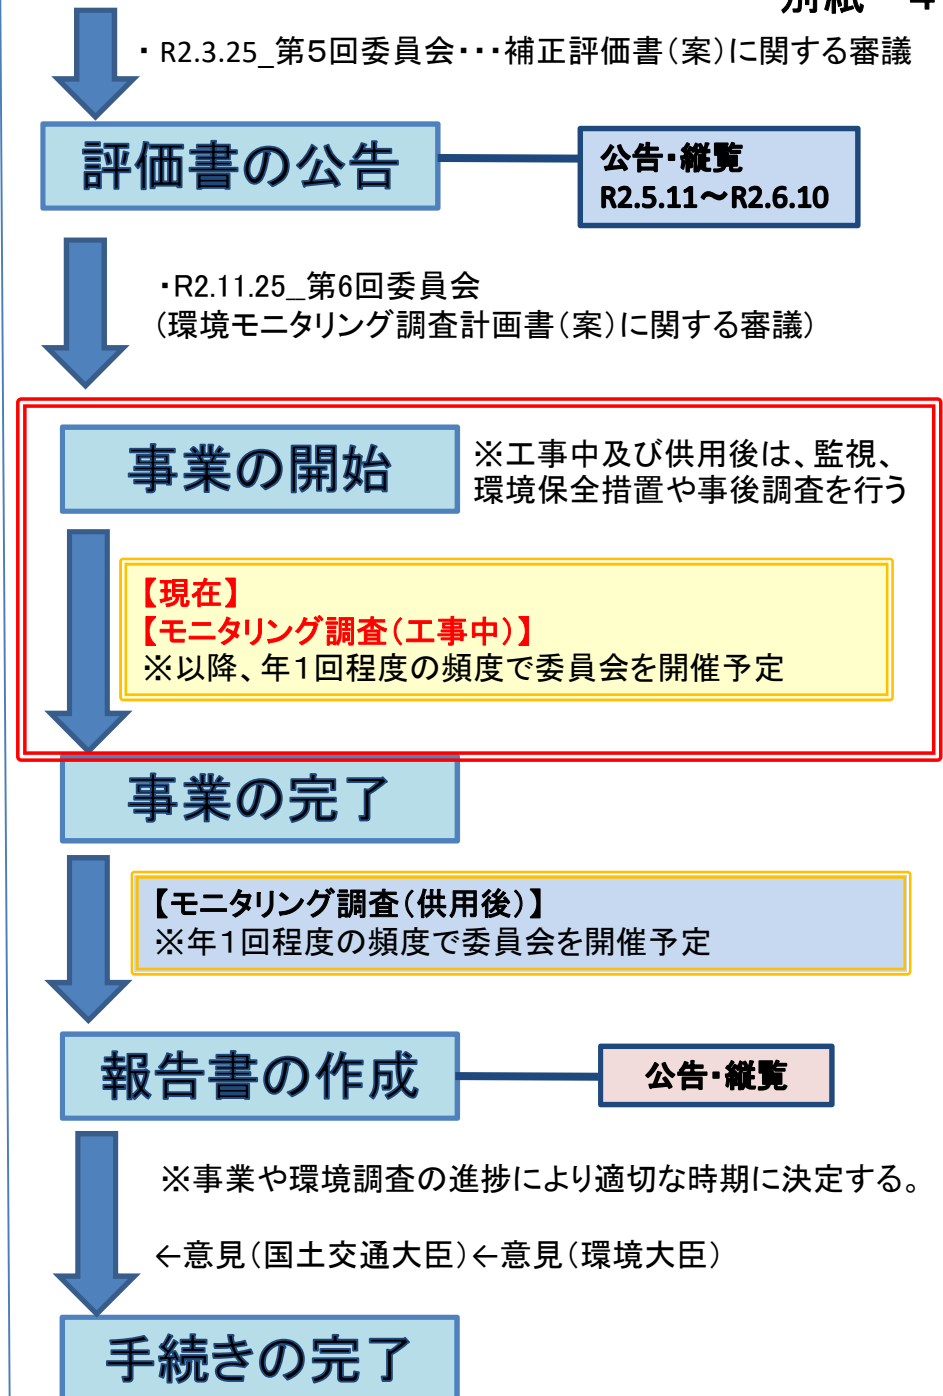 別紙 4
・R2.3.25_第5回委員会・・・補正評価書(案)に関する審議
評価書の公告
公告・縦覧
R2.5.11～R2.6.10
・R2.11.25_第6回委員会
(環境モニタリング調査計画書(案)に関する審議)
事業の開始
※工事中及び供用後は、監視、
環境保全措置や事後調査を行う
【現在】
【モニタリング調査(工事中)】
※以降、年1回程度の頻度で委員会を開催予定
事業の完了
【モニタリング調査(供用後)】
※年1回程度の頻度で委員会を開催予定
報告書の作成
公告・縦覧
※事業や環境調査の進捗により適切な時期に決定する。
←意見(国土交通大臣)←意見(環境大臣)
手続きの完了